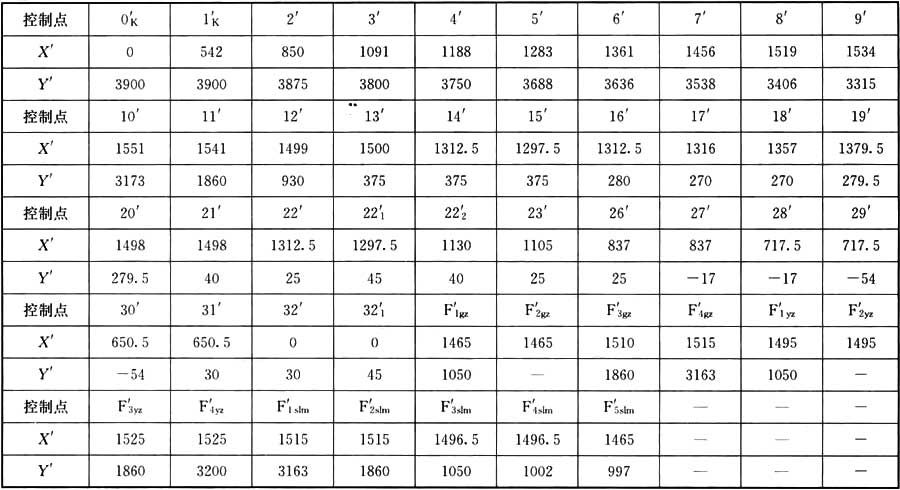 控制点 0′K 1′K 2′ 3′ 4′ 5′ 6′ 7′ 8′ 9′
X′ 0 542 850 1091 1188 1283 1361 1456 1519 1534
Y′ 3900 3900 3875 3800 3750 3688 3636 3538 3406 3315
控制点 10′ 11′ 12′ 13′ 14′ 15′ 16′ 17′ 18′ 19′
X′ 1551 1541 1499 1500 1312.5 1297.5 1312.5 1316 1357 1379.5
Y′ 3173 1860 930 375 375 375 280 270 270 279.5
控制点 20′ 21′ 22′ 22′1 22′2 23′ 26′ 27′ 28′ 29′
X′ 1498 1498 1312.5 1297.5 1130 1105 837 837 717.5 717.5
Y′ 279.5 40 25 45 40 25 25 −17 −17 −54
控制点 30′ 31′ 32′ 32′1 F′1gz F′2gz F′3gz F′4gz F′1yz F′2yz
X′ 650.5 650.5 0 0 1465 1465 1510 1515 1495 1495
Y′ −54 30 30 45 1050 — 1860 3163 1050 —
控制点 F′3yz F′4yz F′1slm F′2slm F′3slm F′4slm F′5slm — — —
X′ 1525 1525 1515 1515 1496.5 1496.5 1465 — — —
Y′ 1860 3200 3163 1860 1050 1002 997 — — —